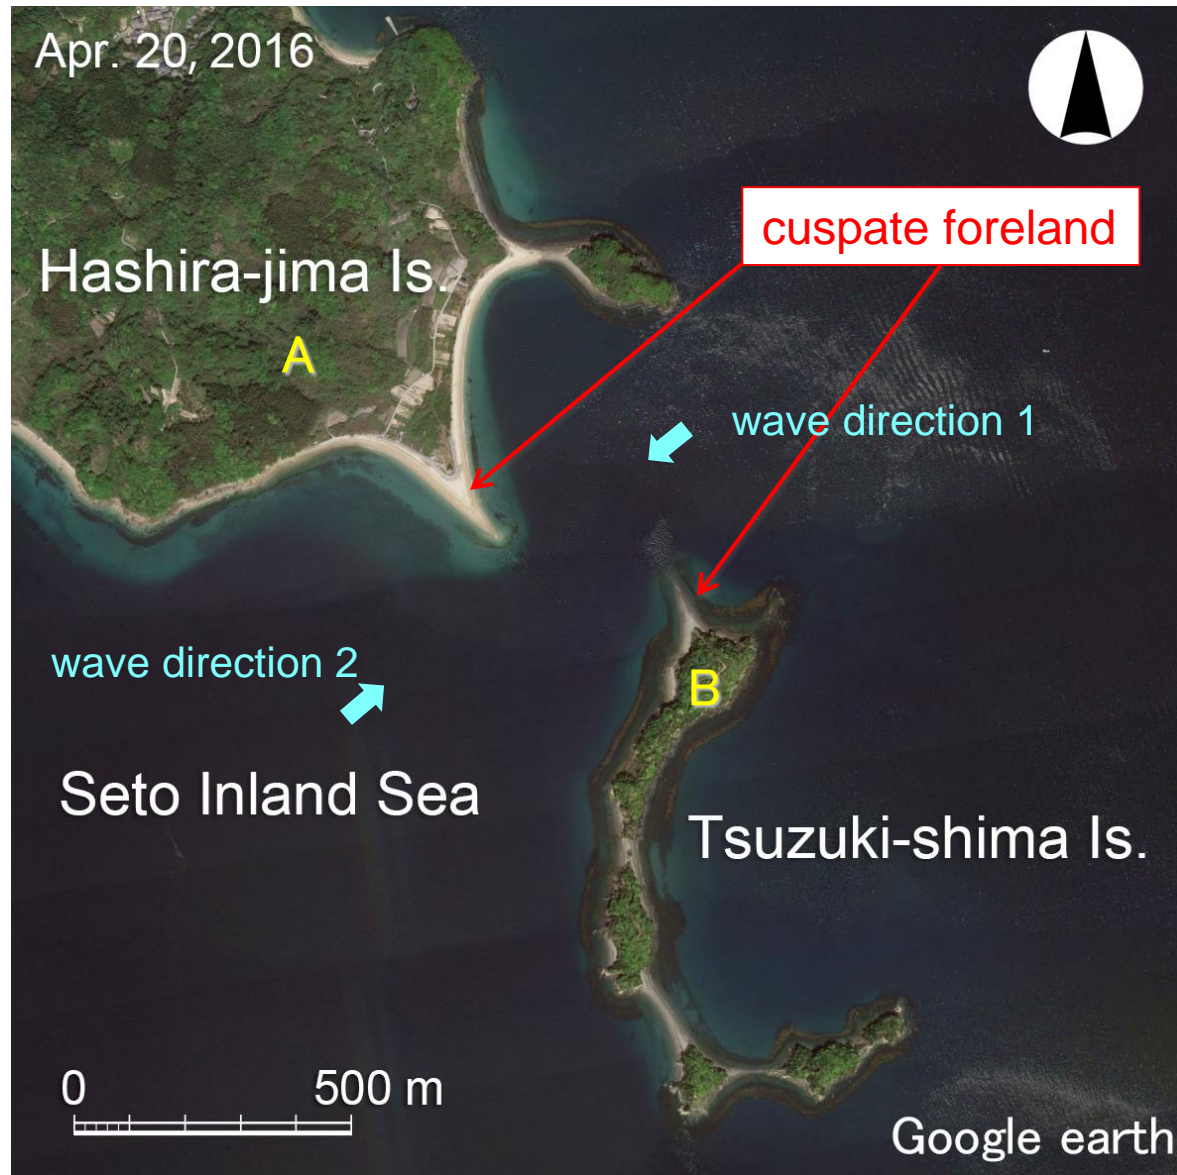 Apr. 20, 2016
cuspate foreland
Hashira-jima Is.
A
wave direction 1
wave direction 2
B
Seto Inland Sea
Tsuzuki-shima Is.
0 500 m
Google earth